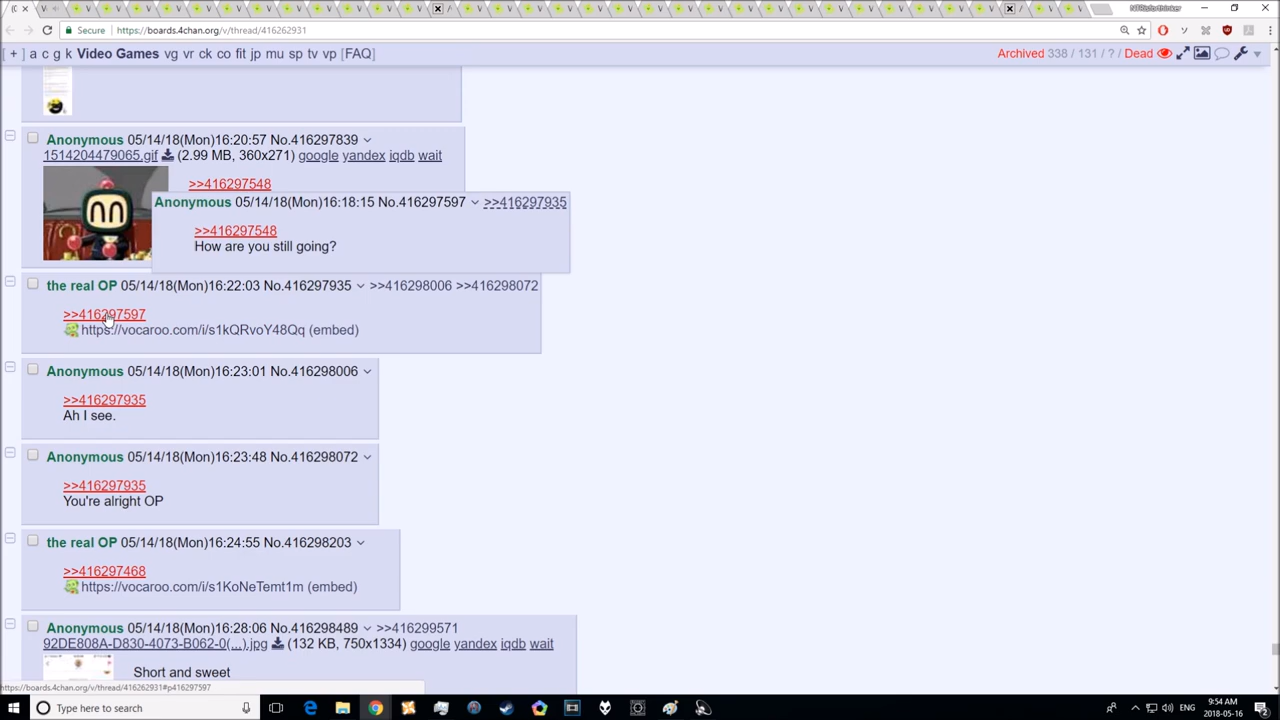 NTRisforthinker
Secure https://boards.4chan.org/v/thread/416262931
[ + ] a c g k Video Games vg vr ck co fit jp mu sp tv vp [FAQ]
Archived 338 / 131 / ? / Dead
Anonymous 05/14/18(Mon)16:20:57 No.416297839
1514204479065.gif (2.99 MB, 360x271) google yandex iqdb wait
>>416297548
Anonymous 05/14/18(Mon)16:18:15 No.416297597 >>416297935
>>416297548
How are you still going?
the real OP 05/14/18(Mon)16:22:03 No.416297935 >>416298006 >>416298072
>>416297597
https://vocaroo.com/i/s1kQRvoY48Qq (embed)
Anonymous 05/14/18(Mon)16:23:01 No.416298006
>>416297935
Ah I see.
Anonymous 05/14/18(Mon)16:23:48 No.416298072
>>416297935
You're alright OP
the real OP 05/14/18(Mon)16:24:55 No.416298203
>>416297468
https://vocaroo.com/i/s1KoNeTemt1m (embed)
Anonymous 05/14/18(Mon)16:28:06 No.416298489 >>416299571
92DE808A-D830-4073-B062-0(...).jpg (132 KB, 750x1334) google yandex iqdb wait
Short and sweet
https://boards.4chan.org/v/thread/416262931#p416297597
Type here to search
ENG
9:54 AM
2018-05-16